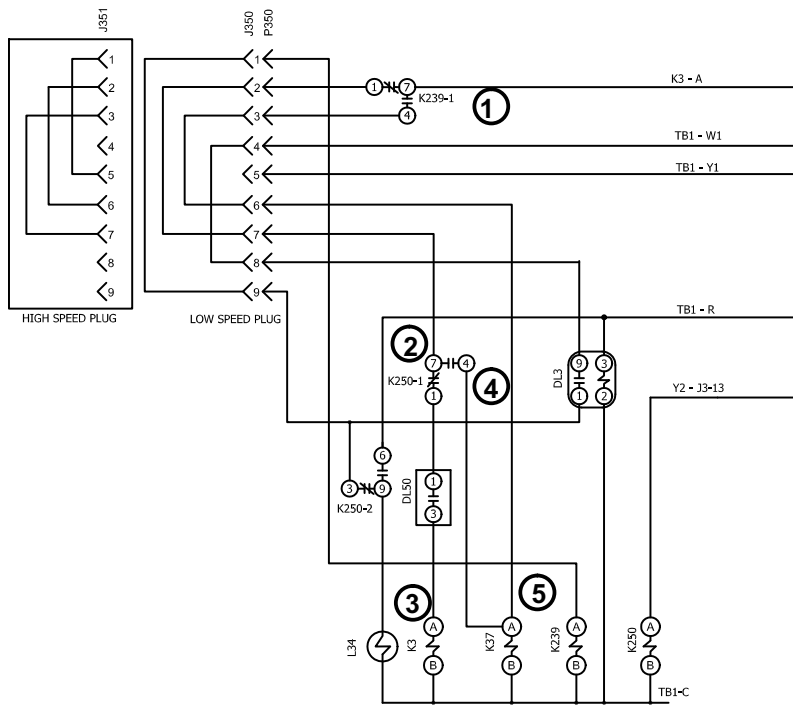 J351
J350
P350
1
2
3
4
5
6
7
8
9
HIGH SPEED PLUG
1
2
3
4
5
6
7
8
9
LOW SPEED PLUG
1
7
K239-1
4
1
K3 - A
TB1 - W1
TB1 - Y1
TB1 - R
2
7
4
K250-1
1
4
9
3
DL3
1
2
Y2 - J3-13
6
3
9
K250-2
1
DL50
3
3
5
L34
K3
A
B
K37
A
B
K239
A
B
K250
A
B
TB1-C